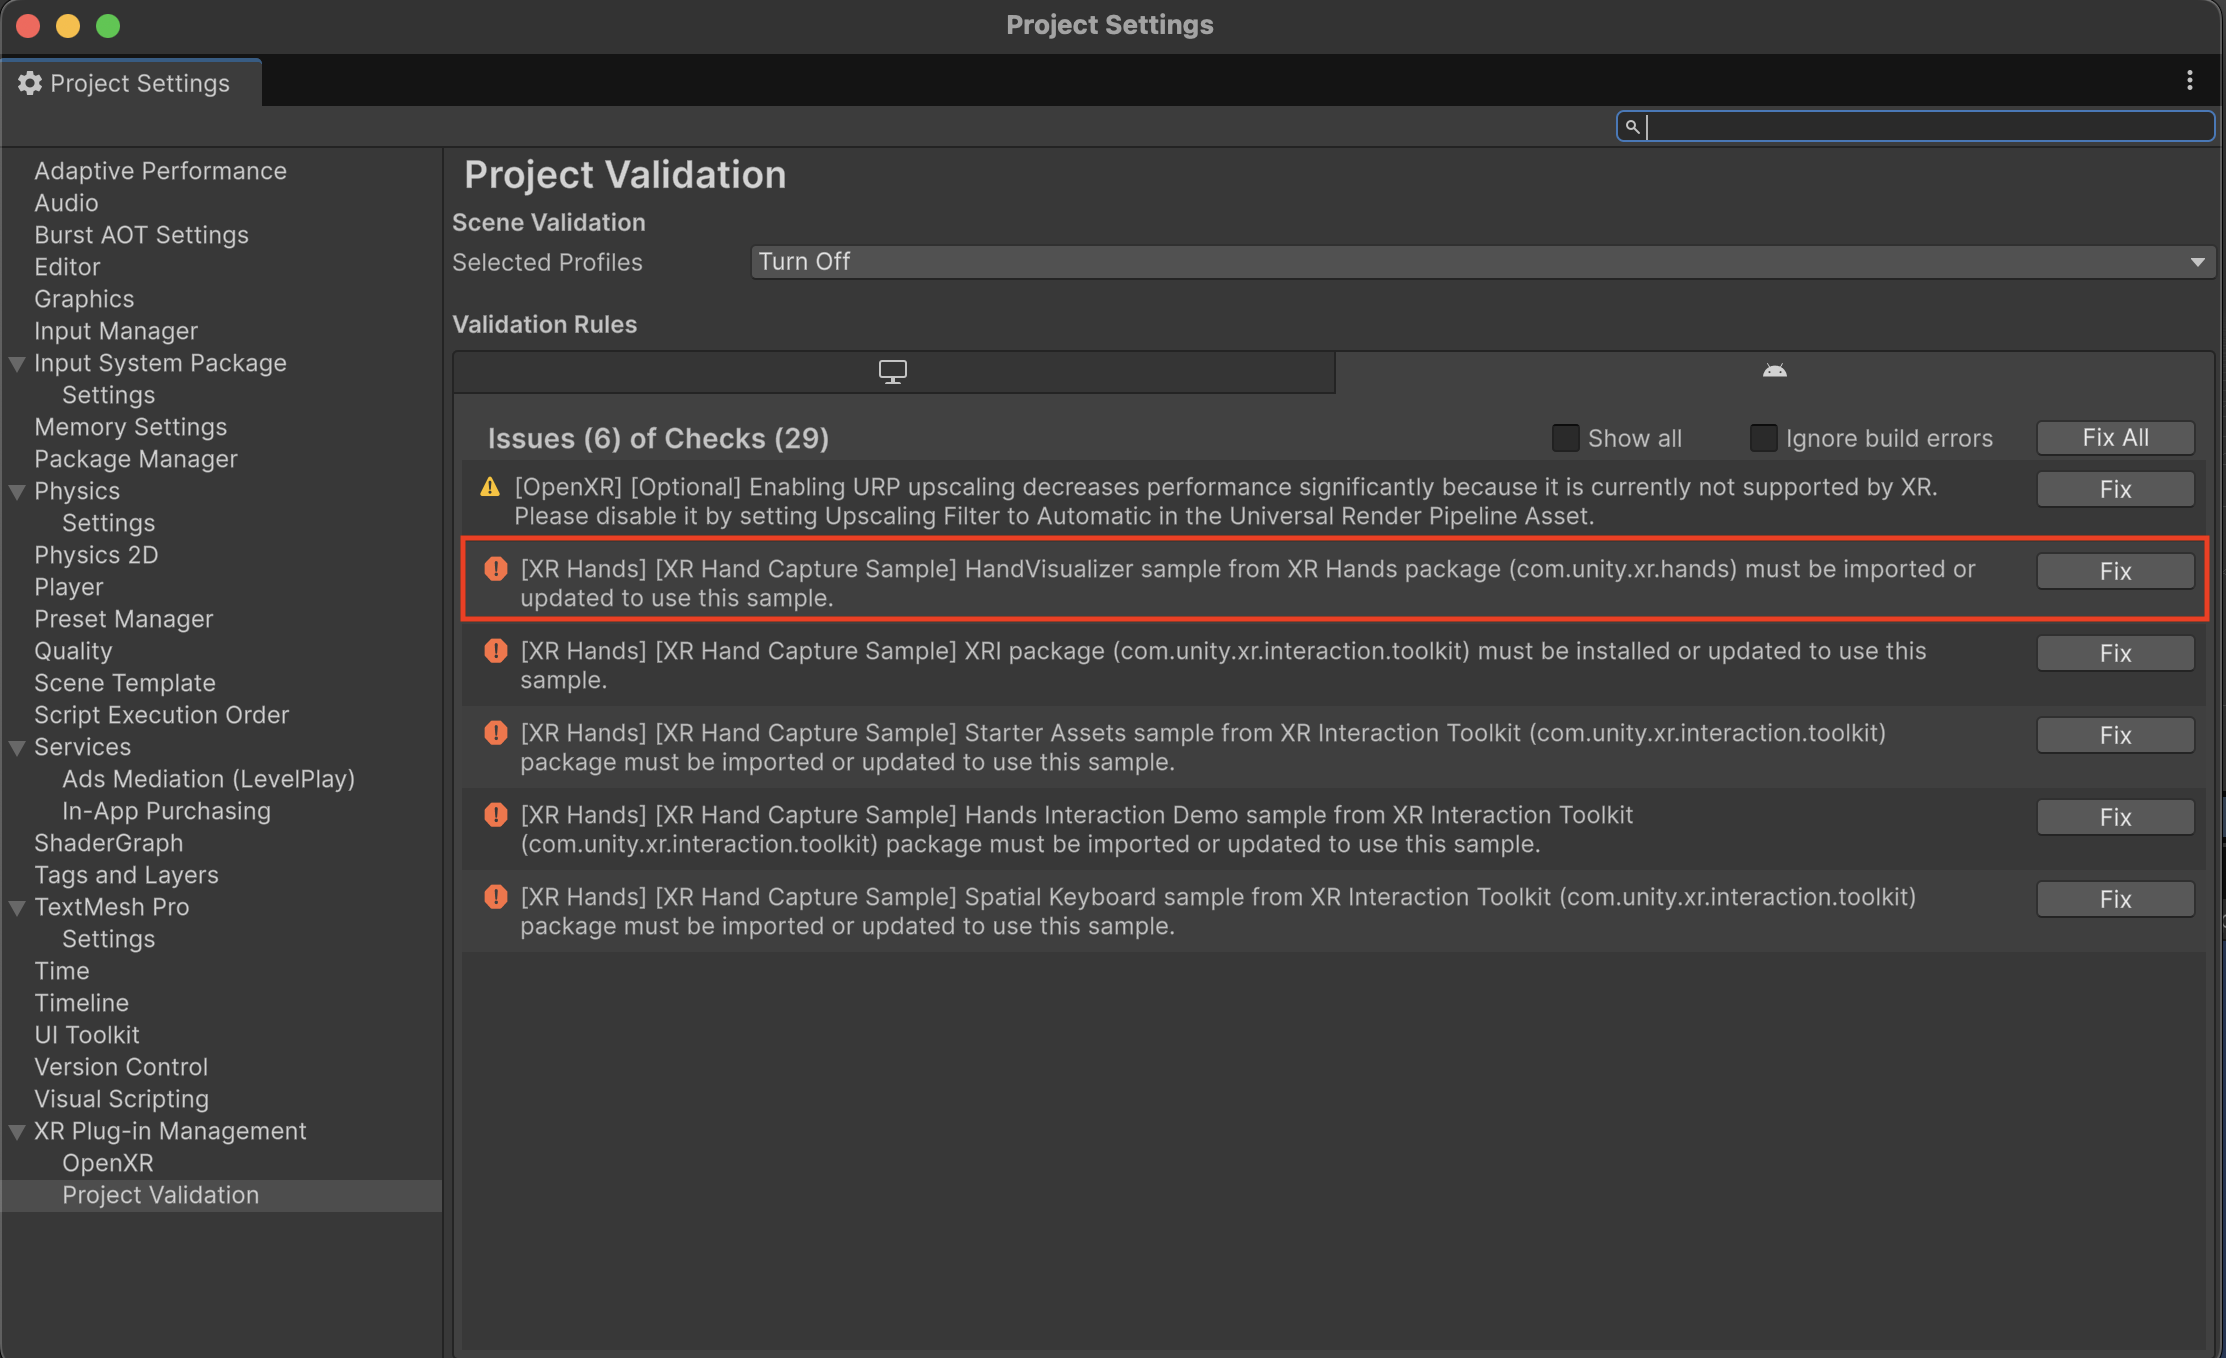 Project Settings
Project Settings
Adaptive Performance
Audio
Burst AOT Settings
Editor
Graphics
Input Manager
Input System Package
Settings
Memory Settings
Package Manager
Physics
Settings
Physics 2D
Player
Preset Manager
Quality
Scene Template
Script Execution Order
Services
Ads Mediation (LevelPlay)
In-App Purchasing
ShaderGraph
Tags and Layers
TextMesh Pro
Settings
Time
Timeline
UI Toolkit
Version Control
Visual Scripting
XR Plug-in Management
OpenXR
Project Validation
Project Validation
Scene Validation
Selected Profiles Turn Off
Validation Rules
Issues (6) of Checks (29) Show all Ignore build errors Fix All
[OpenXR] [Optional] Enabling URP upscaling decreases performance significantly because it is currently not supported by XR. Fix
Please disable it by setting Upscaling Filter to Automatic in the Universal Render Pipeline Asset.
[XR Hands] [XR Hand Capture Sample] HandVisualizer sample from XR Hands package (com.unity.xr.hands) must be imported or Fix
updated to use this sample.
[XR Hands] [XR Hand Capture Sample] XRI package (com.unity.xr.interaction.toolkit) must be installed or updated to use this Fix
sample.
[XR Hands] [XR Hand Capture Sample] Starter Assets sample from XR Interaction Toolkit (com.unity.xr.interaction.toolkit) Fix
package must be imported or updated to use this sample.
[XR Hands] [XR Hand Capture Sample] Hands Interaction Demo sample from XR Interaction Toolkit Fix
(com.unity.xr.interaction.toolkit) package must be imported or updated to use this sample.
[XR Hands] [XR Hand Capture Sample] Spatial Keyboard sample from XR Interaction Toolkit (com.unity.xr.interaction.toolkit) Fix
package must be imported or updated to use this sample.